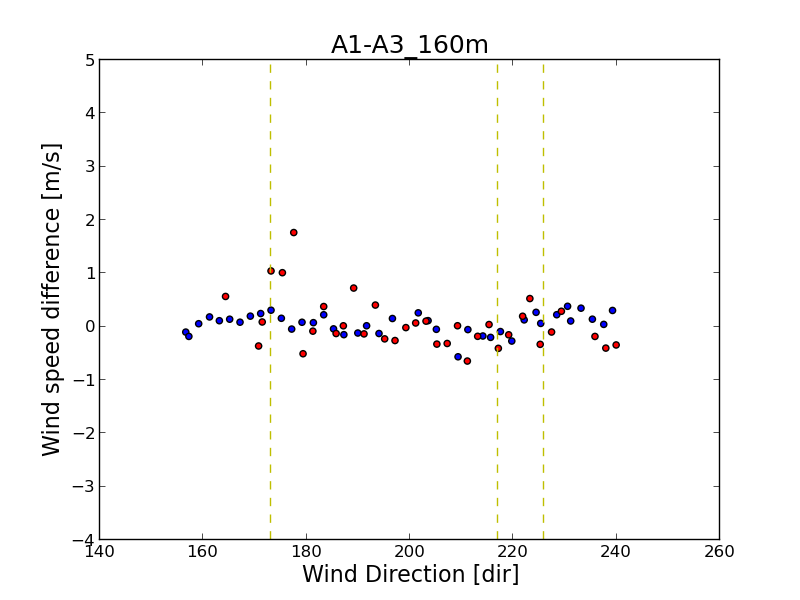 A1-A3_160m
Wind speed difference [m/s]
5
4
3
2
1
0
−1
−2
−3
−4
140 160 180 200 220 240 260
Wind Direction [dir]